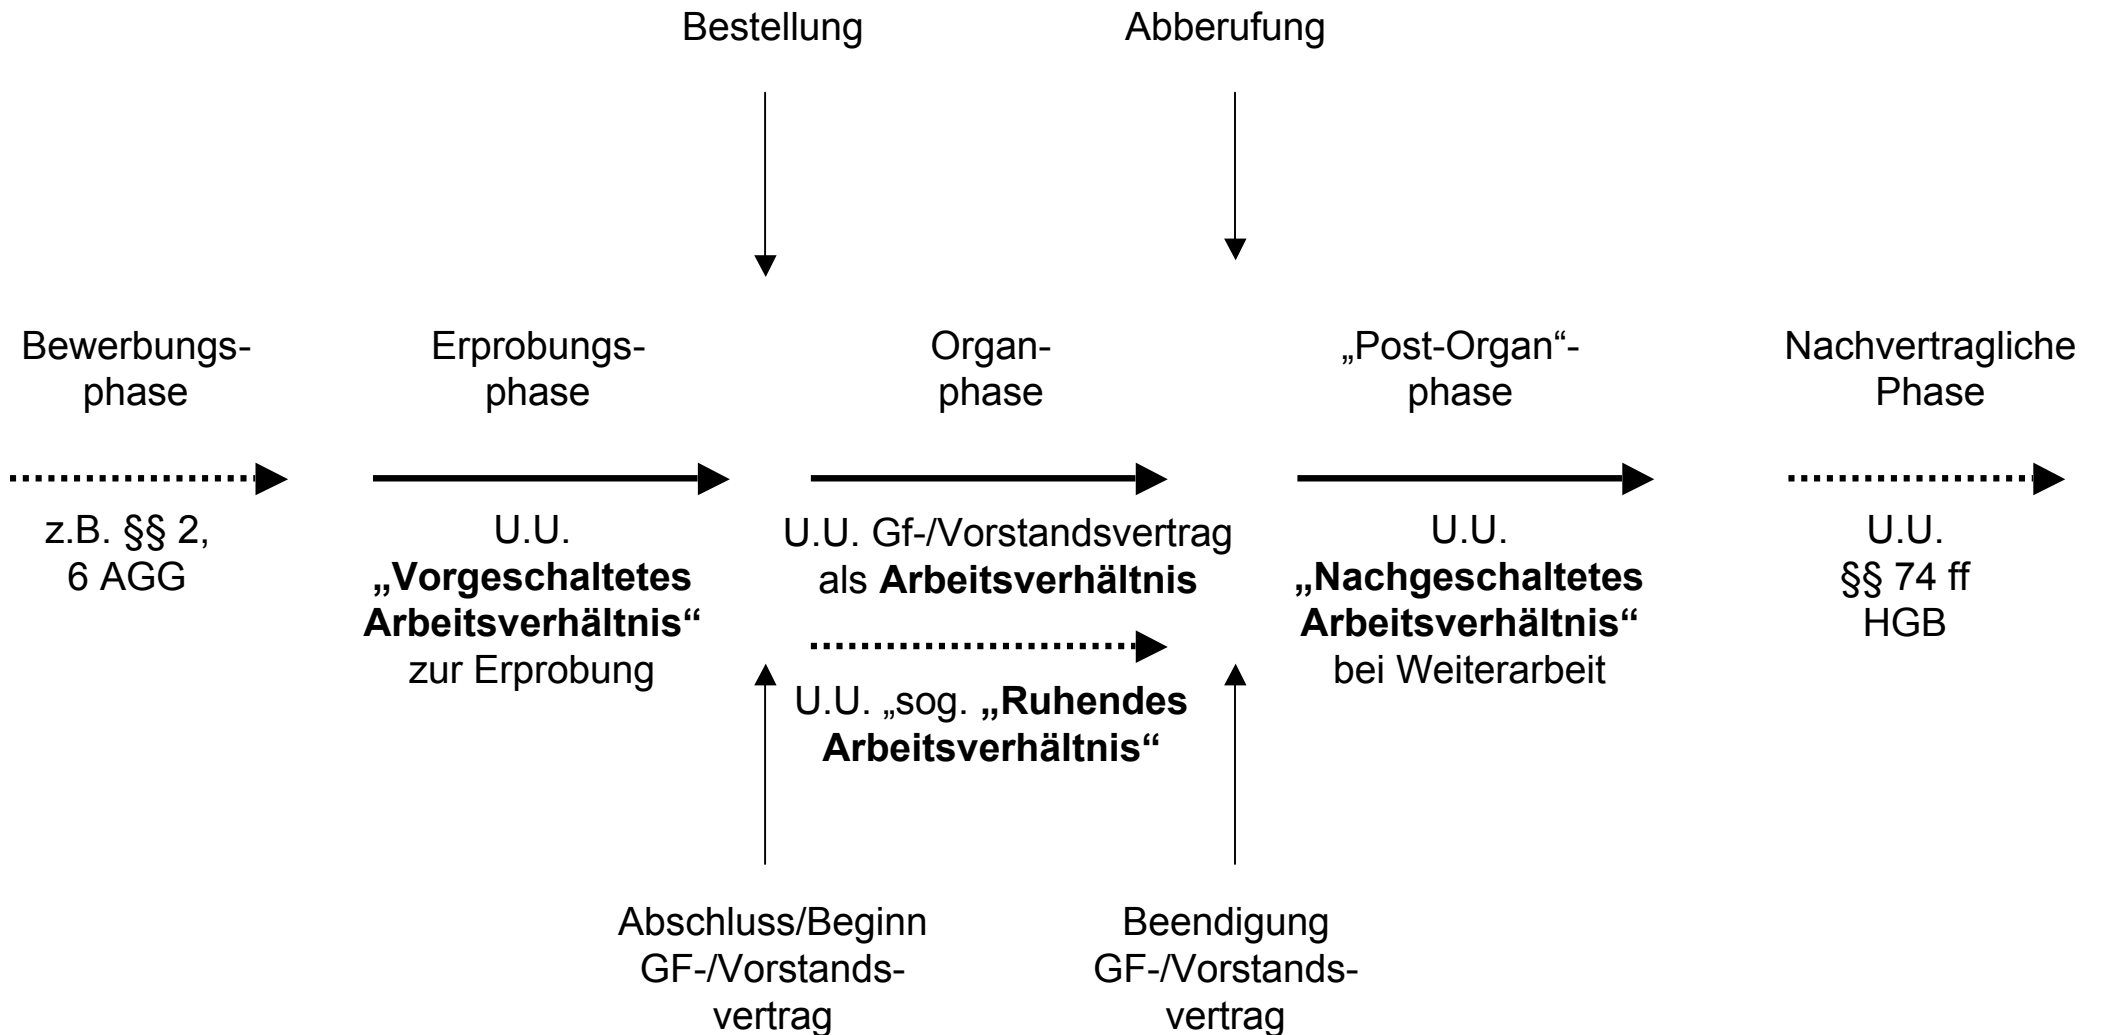 Bestellung
Abberufung
Bewerbungs-
phase
Erprobungs-
phase
Organ-
phase
„Post-Organ“-
phase
Nachvertragliche
Phase
z.B. §§ 2,
6 AGG
U.U.
„Vorgeschaltetes
Arbeitsverhältnis“
zur Erprobung
U.U. Gf-/Vorstandsvertrag
als Arbeitsverhältnis
U.U. „sog. „Ruhendes
Arbeitsverhältnis“
U.U.
„Nachgeschaltetes
Arbeitsverhältnis“
bei Weiterarbeit
U.U.
§§ 74 ff
HGB
Abschluss/Beginn
GF-/Vorstands-
vertrag
Beendigung
GF-/Vorstands-
vertrag